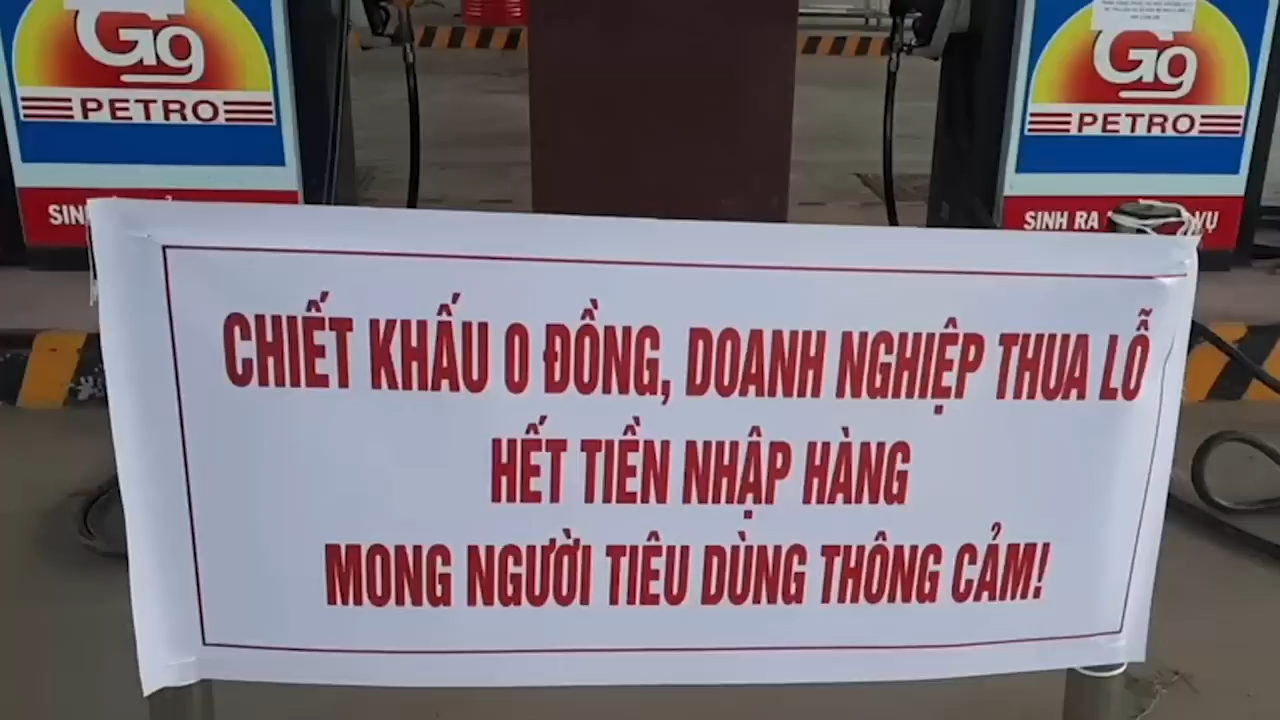 G9
PETRO
SINH
G9
PETRO
SINH RA VỤ
CHIẾT KHẤU 0 ĐỒNG, DOANH NGHIỆP THUA LỖ
HẾT TIỀN NHẬP HÀNG
MONG NGƯỜI TIÊU DÙNG THÔNG CẢM!